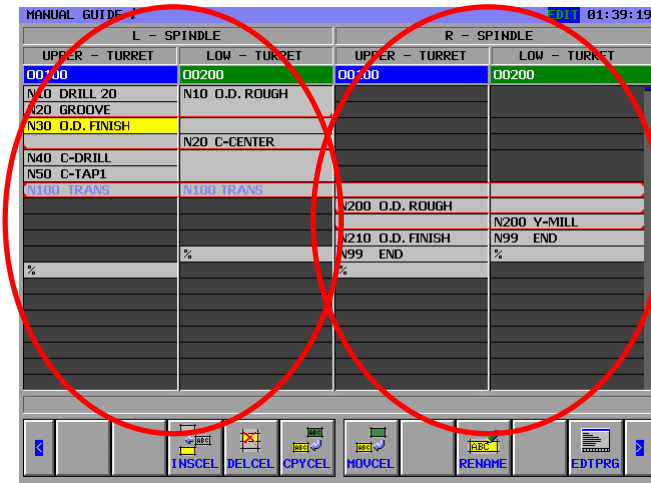 MANUAL GUIDE i EDIT 01:39:19
L - SPINDLE R - SPINDLE
UPPER - TURRET LOW - TURRET UPPER - TURRET LOW - TURRET
O0100 O0200 O0100 O0200
N10 DRILL 20 N10 O.D. ROUGH
N20 GROOVE
N30 O.D. FINISH
N20 C-CENTER
N40 C-DRILL
N50 C-TAP1
N100 TRANS N100 TRANS
N200 O.D. ROUGH
N200 Y-MILL
N210 O.D. FINISH N99 END
% N99 END %
% %
INSCEL DELCEL CPYCEL MOVCEL RENAME EDTPRG